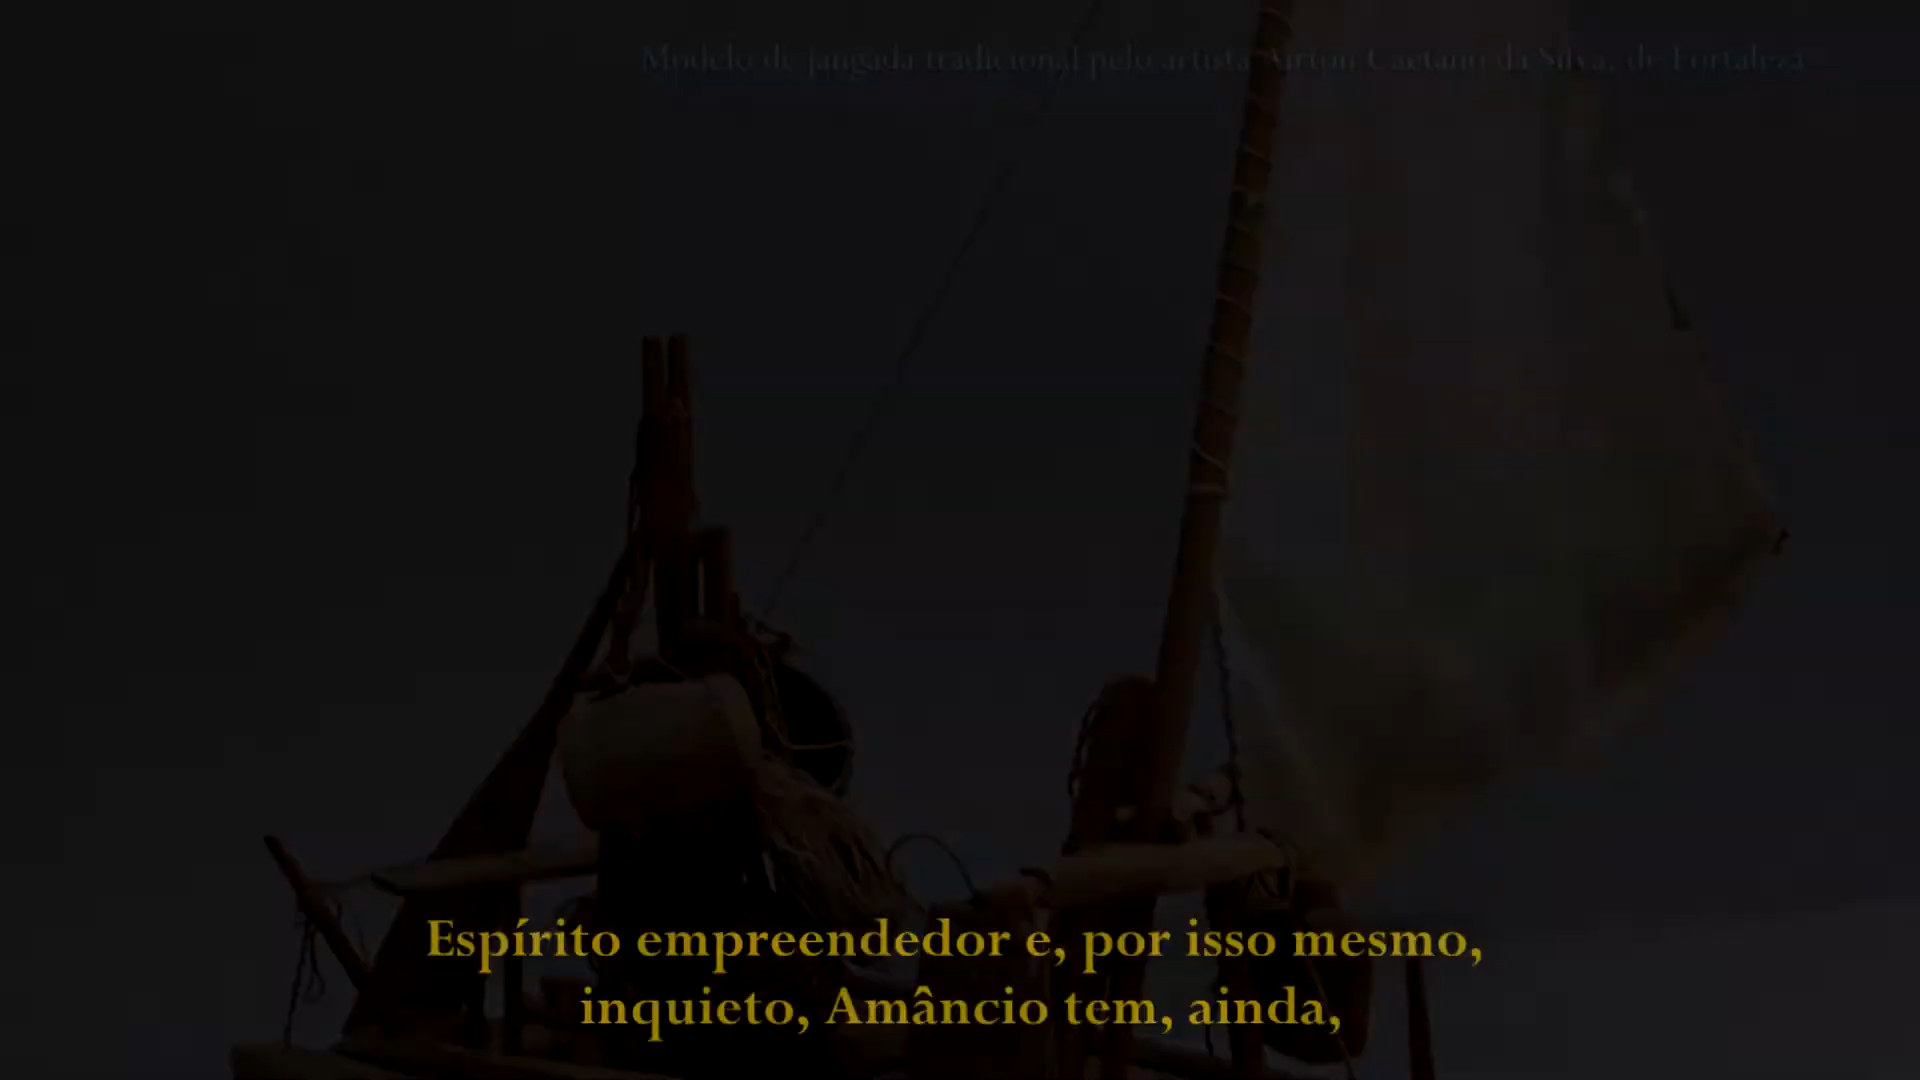 Modelo de jangada tradicional pelo artista Airton Caetano da Silva, de Fortaleza
Espírito empreendedor e, por isso mesmo,
inquieto, Amâncio tem, ainda,